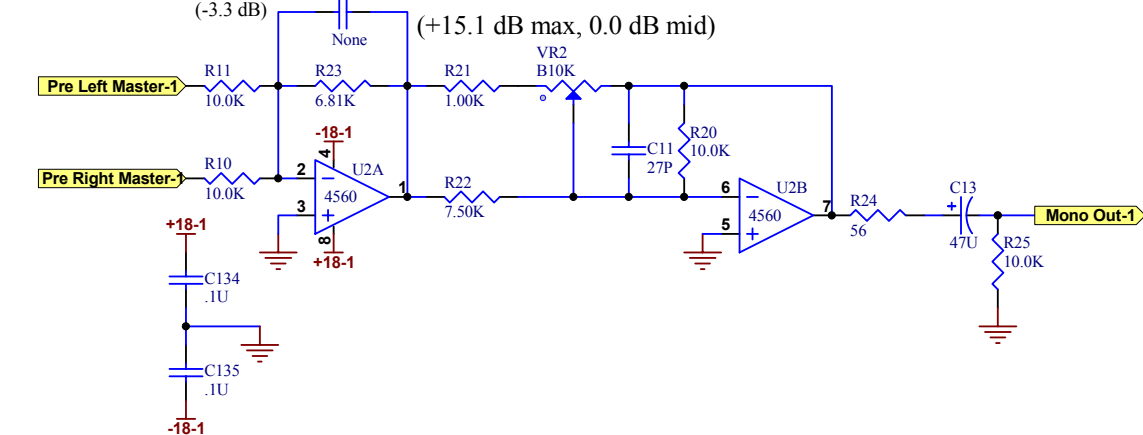 (-3.3 dB)
(+15.1 dB max, 0.0 dB mid)
None
VR2
B10K
Pre Left Master-1
R11
10.0K
R23
6.81K
R21
1.00K
-18-1
4
C11
27P
R20
10.0K
Pre Right Master-1
R10
10.0K
2
3
U2A
4560
1
8
+18-1
R22
7.50K
6
5
U2B
4560
7
R24
56
C13
+
47U
Mono Out-1
R25
10.0K
+18-1
C134
.1U
C135
.1U
-18-1